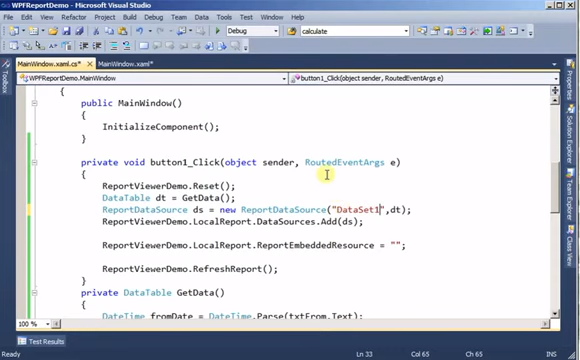 WPFReportDemo - Microsoft Visual Studio
File Edit View Refactor Project Build Debug Team Data Tools Test Window Help
Debug calculate
MainWindow.xaml.cs* MainWindow.xaml*
WPFReportDemo.MainWindow button1_Click(object sender, RoutedEventArgs e)
{
public MainWindow()
{
InitializeComponent();
}
private void button1_Click(object sender, RoutedEventArgs e)
{
ReportViewerDemo.Reset();
DataTable dt = GetData();
ReportDataSource ds = new ReportDataSource("DataSet1",dt);
ReportViewerDemo.LocalReport.DataSources.Add(ds);
ReportViewerDemo.LocalReport.ReportEmbeddedResource = "";
ReportViewerDemo.RefreshReport();
private DataTable GetData()
{
DateTime fromDate = DateTime.Parse(txtFrom.Text);
100 %
Test Results
Ln 33 Col 65 Ch 65
Toolbox
Properties
Solution Explorer
Team Explorer
Class View